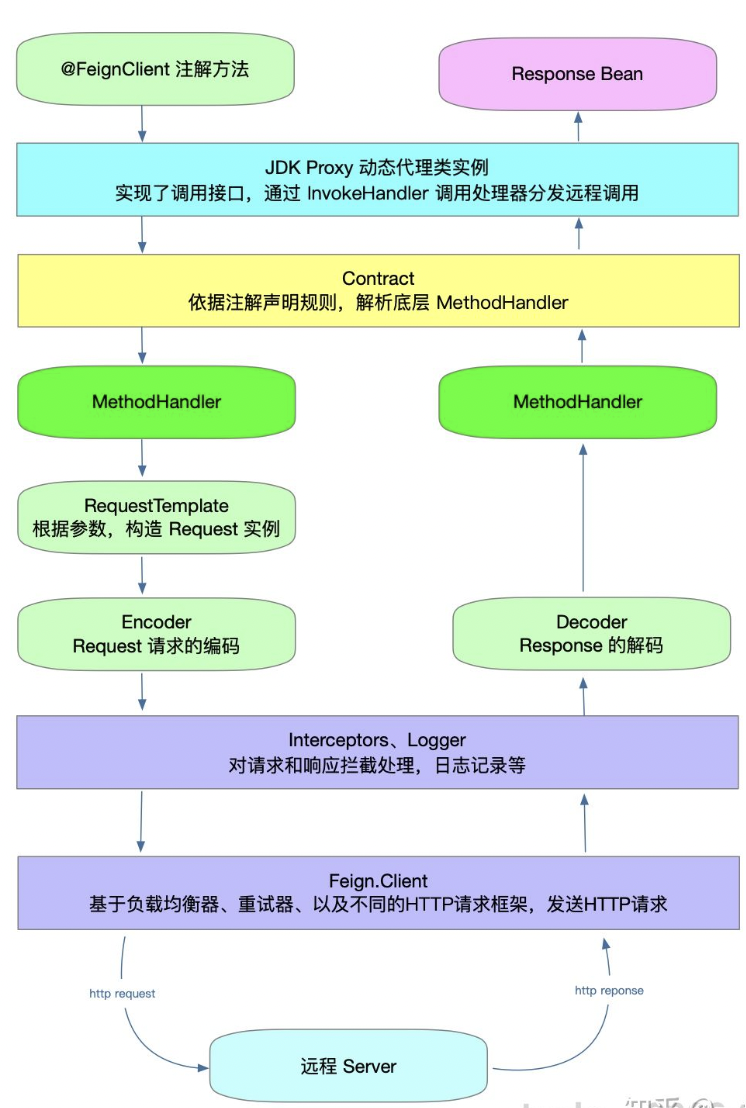 @FeignClient 注解方法
Response Bean
JDK Proxy 动态代理类实例
实现了调用接口，通过 InvokeHandler 调用处理器分发远程调用
Contract
依据注解声明规则，解析底层 MethodHandler
MethodHandler
MethodHandler
RequestTemplate
根据参数，构造 Request 实例
Encoder
Request 请求的编码
Decoder
Response 的解码
Interceptors、Logger
对请求和响应拦截处理，日志记录等
Feign.Client
基于负载均衡器、重试器、以及不同的HTTP请求框架，发送HTTP请求
http request
http reponse
远程 Server